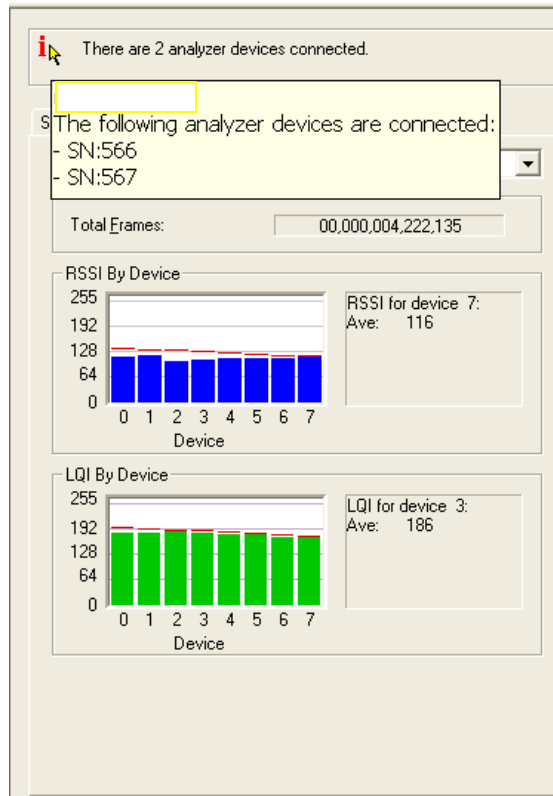 There are 2 analyzer devices connected.
The following analyzer devices are connected:
- SN:566
- SN:567
S
Total Frames: 00,000,004,222,135
RSSI By Device
255
192
128
64
0
0 1 2 3 4 5 6 7
Device
RSSI for device 7:
Ave: 116
LQI By Device
255
192
128
64
0
0 1 2 3 4 5 6 7
Device
LQI for device 3:
Ave: 186